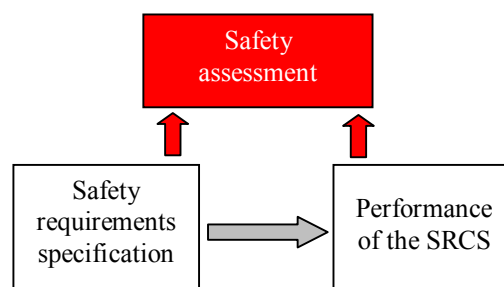 Safety
assessment
Safety
requirements
specification
Performance
of the SRCS